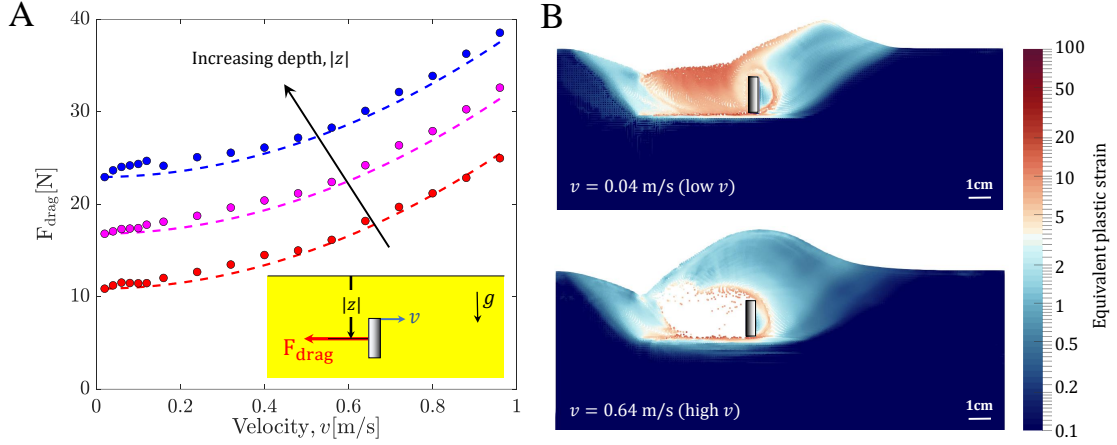 A
B
40
30
20
10
0
F_drag[N]
0
0.2
0.4
0.6
0.8
1
Velocity, v[m/s]
Increasing depth, |z|
|z|
g
v
F_drag
v = 0.04 m/s (low v)
1cm
v = 0.64 m/s (high v)
1cm
100
50
20
10
5
2
1
0.5
0.2
0.1
Equivalent plastic strain